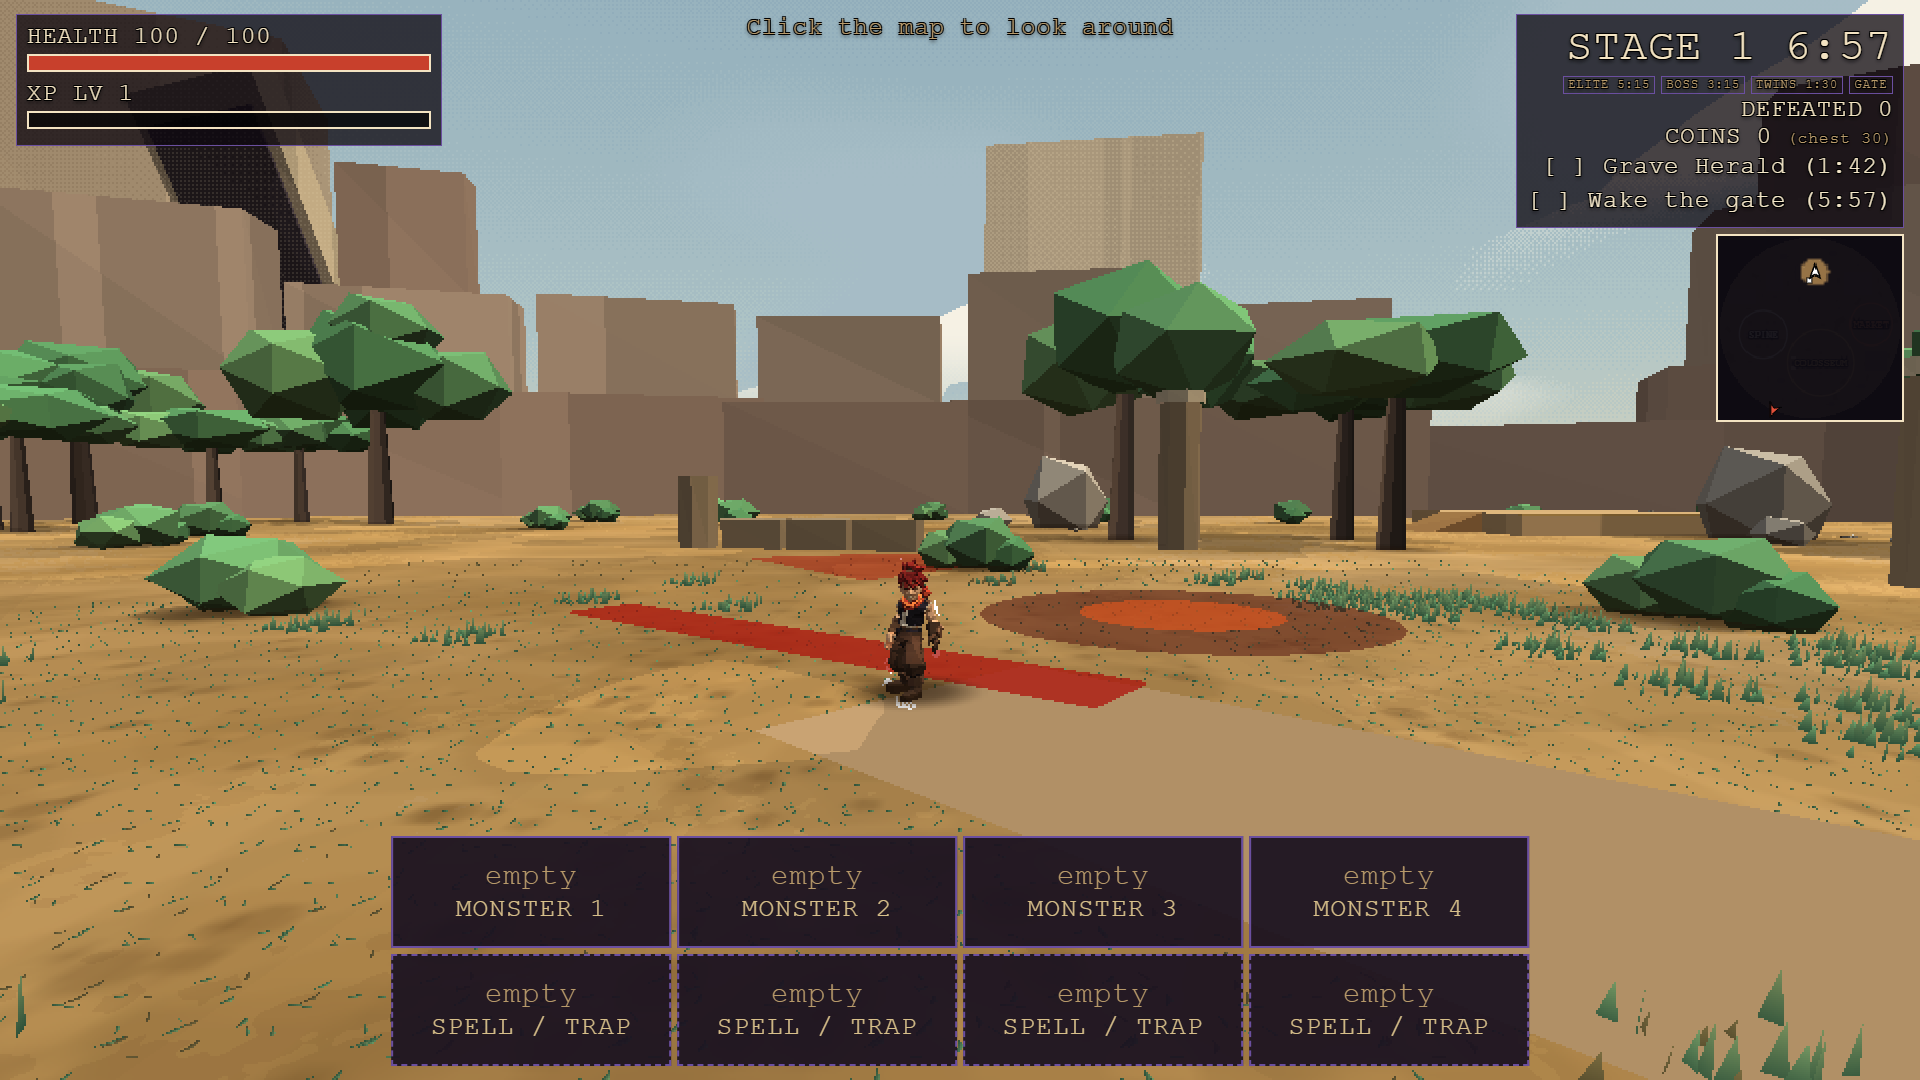 HEALTH 100 / 100
XP LV 1
Click the map to look around
STAGE 1 6:57
ELITE 5:15 BOSS 3:15 TWINS 1:30 GATE
DEFEATED 0
COINS 0 (chest 30)
[ ] Grave Herald (1:42)
[ ] Wake the gate (5:57)
empty
MONSTER 1
empty
MONSTER 2
empty
MONSTER 3
empty
MONSTER 4
empty
SPELL / TRAP
empty
SPELL / TRAP
empty
SPELL / TRAP
empty
SPELL / TRAP